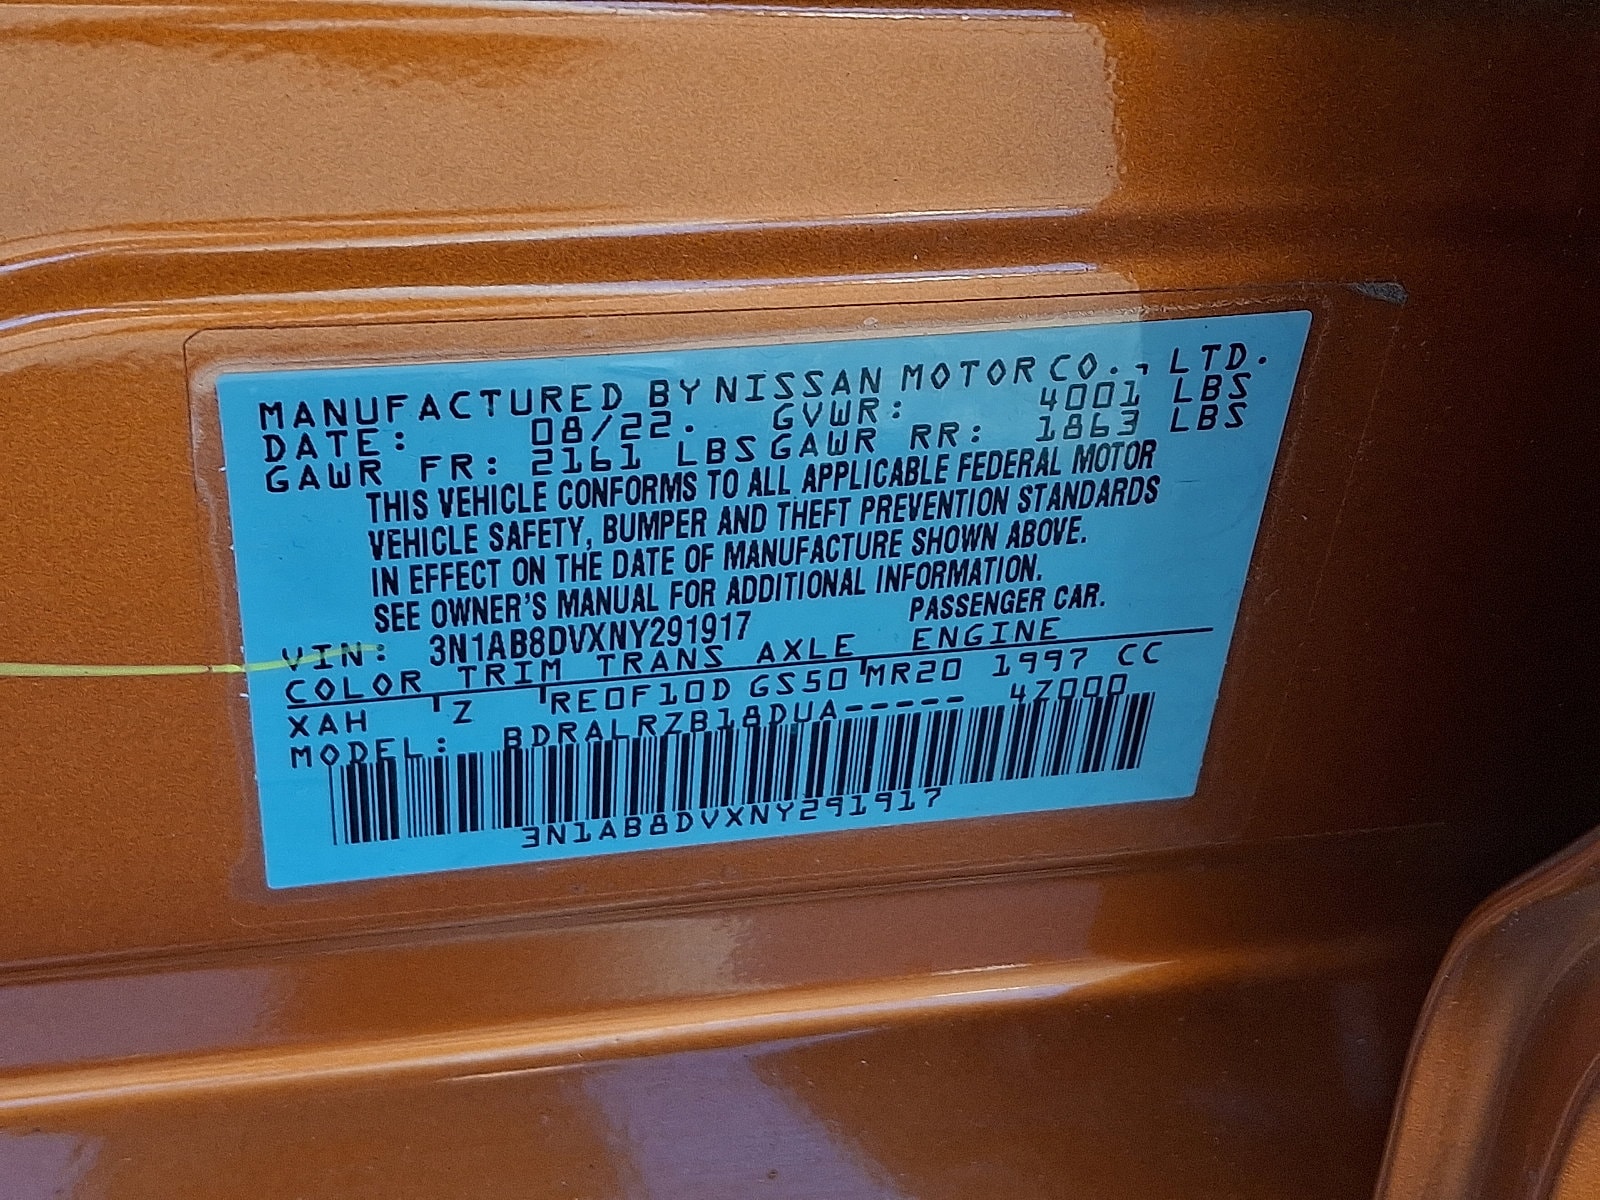 MANUFACTURED BY NISSAN MOTOR CO., LTD.
DATE: 08/22. GVWR: 4001 LBS
GAWR FR: 2161 LBS GAWR RR: 1863 LBS
THIS VEHICLE CONFORMS TO ALL APPLICABLE FEDERAL MOTOR
VEHICLE SAFETY, BUMPER AND THEFT PREVENTION STANDARDS
IN EFFECT ON THE DATE OF MANUFACTURE SHOWN ABOVE.
SEE OWNER'S MANUAL FOR ADDITIONAL INFORMATION.
VIN: 3N1AB8DVXNY291917 PASSENGER CAR.
COLOR TRIM TRANS AXLE ENGINE
XAH Z RE0F10D GS50 MR20 1997 CC
MODEL: BDRALRZB18DUA----- 4Z000
3N1AB8DVXNY291917